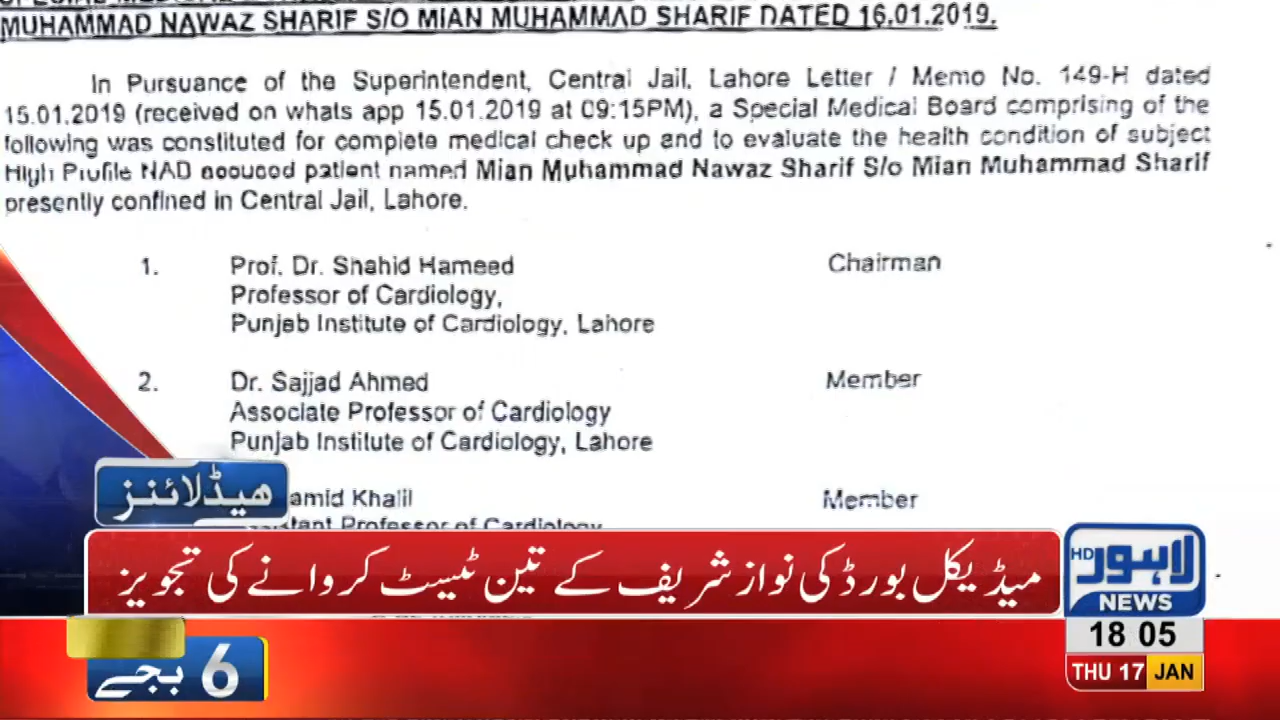 MUHAMMAD NAWAZ SHARIF S/O MIAN MUHAMMAD SHARIF DATED 16.01.2019.
In Pursuance of the Superintendent, Central Jail, Lahore Letter / Memo No. 149-H dated
15.01.2019 (received on whats app 15.01.2019 at 09:15PM), a Special Medical Board comprising of the
following was constituted for complete medical check up and to evaluate the health condition of subject
High Profile NAB accused patient named Mian Muhammad Nawaz Sharif S/o Mian Muhammad Sharif
presently confined in Central Jail, Lahore.
1. Prof. Dr. Shahid Hameed Chairman
Professor of Cardiology,
Punjab Institute of Cardiology, Lahore
2. Dr. Sajjad Ahmed Member
Associate Professor of Cardiology
Punjab Institute of Cardiology, Lahore
amid Khalil Member
stant Professor of Cardiology
ہیڈلائنز
میڈیکل بورڈ کی نواز شریف کے تین ٹیسٹ کروانے کی تجویز
لاہور HD
NEWS
18 05
THU 17 JAN
6 بجے